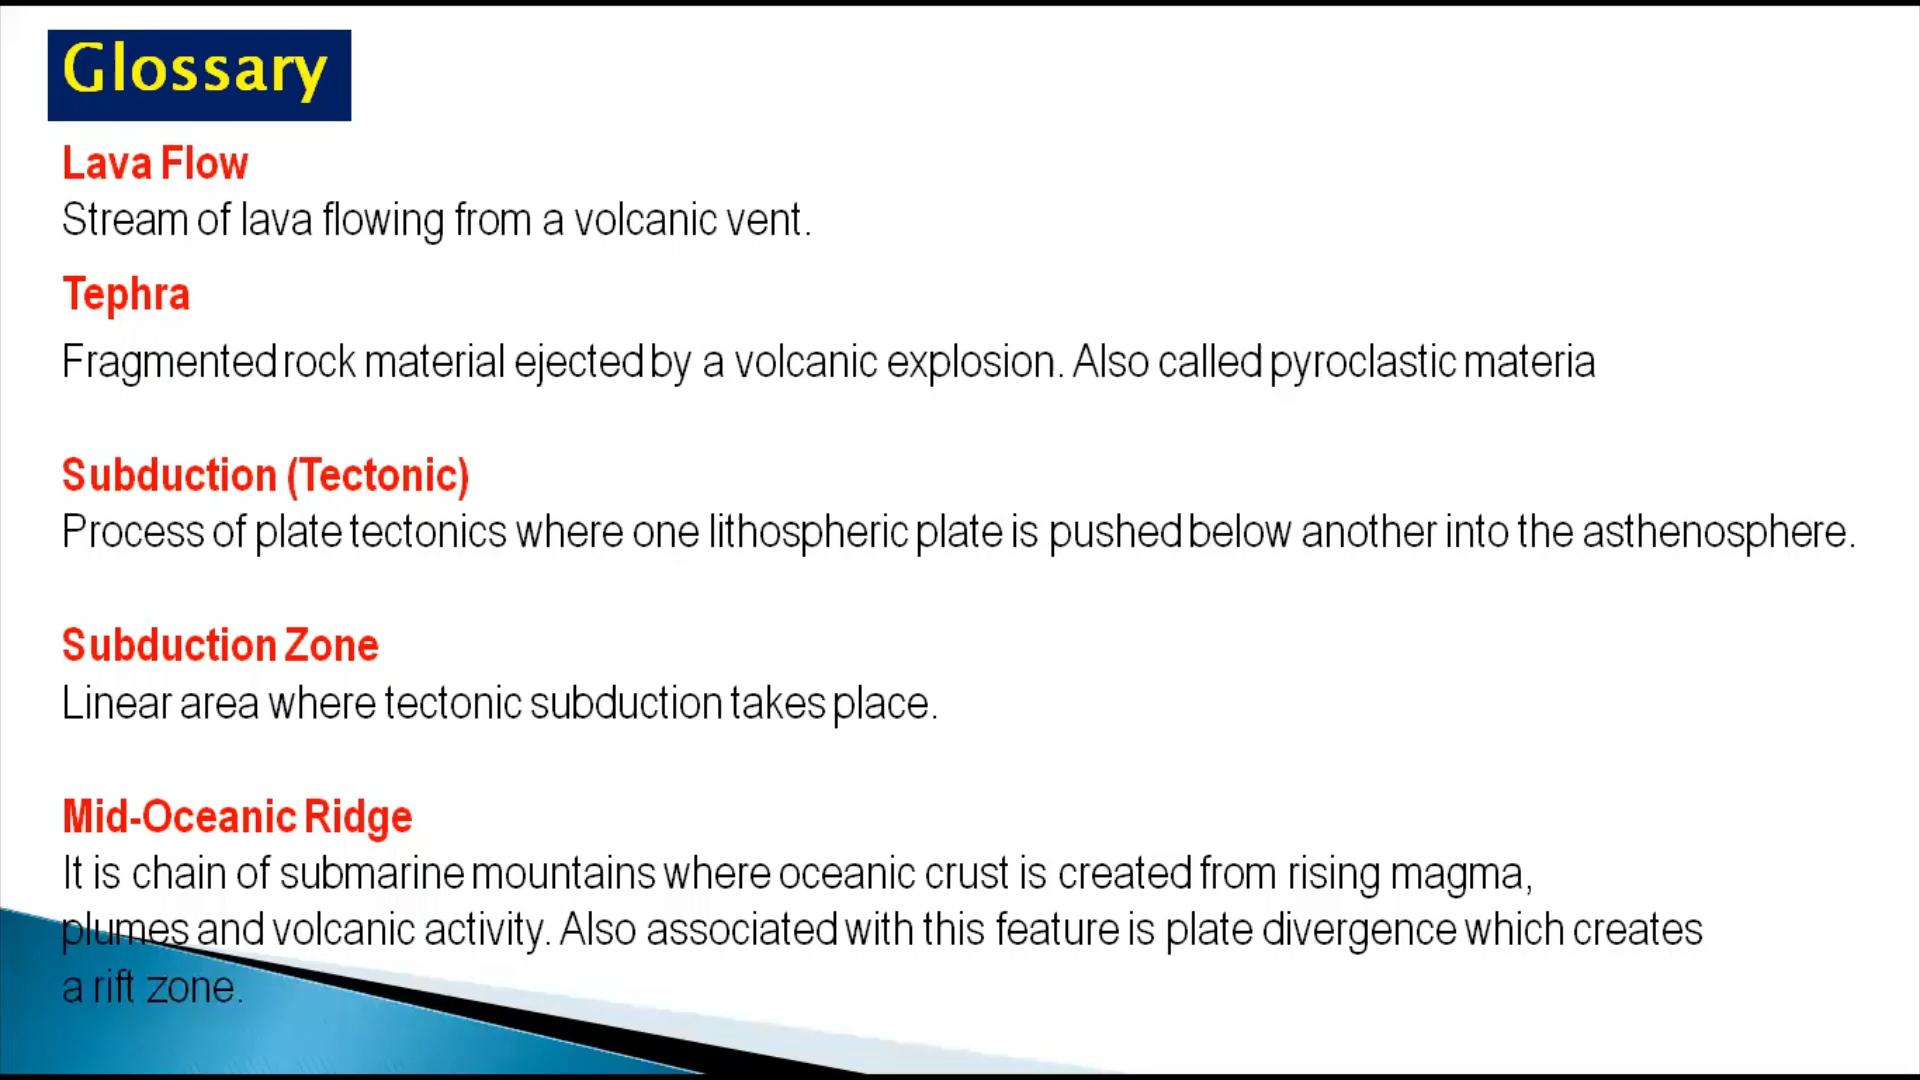 Glossary
Lava Flow
Stream of lava flowing from a volcanic vent.
Tephra
Fragmented rock material ejected by a volcanic explosion. Also called pyroclastic materia
Subduction (Tectonic)
Process of plate tectonics where one lithospheric plate is pushed below another into the asthenosphere.
Subduction Zone
Linear area where tectonic subduction takes place.
Mid-Oceanic Ridge
It is chain of submarine mountains where oceanic crust is created from rising magma,
plumes and volcanic activity. Also associated with this feature is plate divergence which creates
a rift zone.